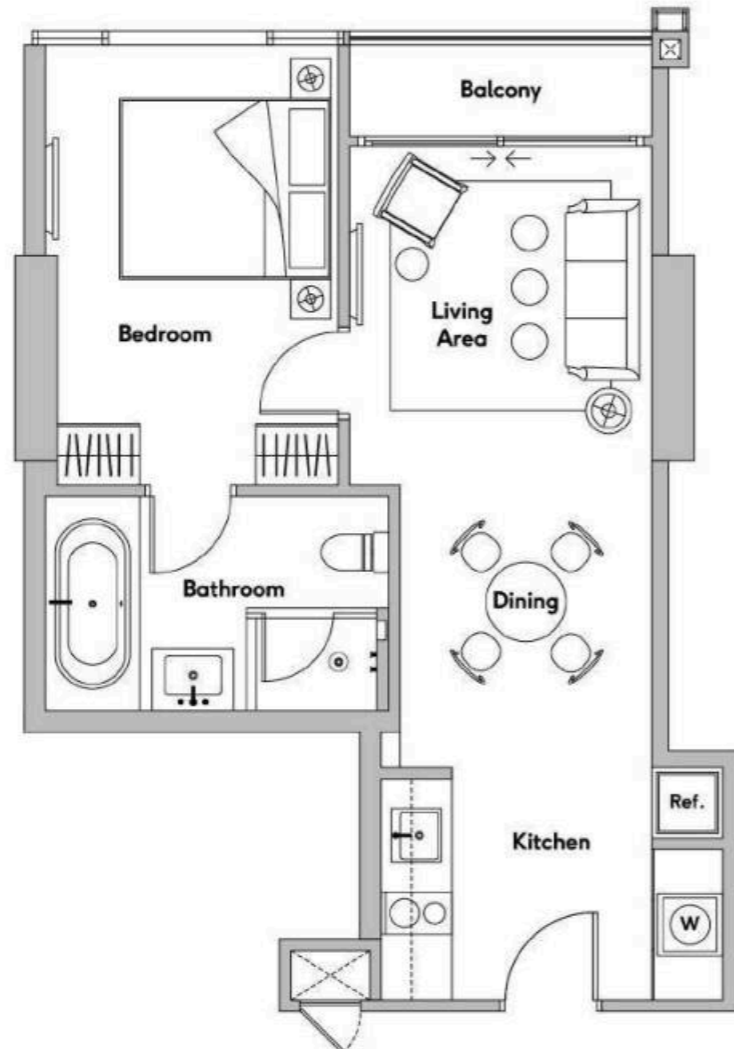 Balcony
Living
Area
Bedroom
Bathroom
Dining
Ref.
Kitchen
W